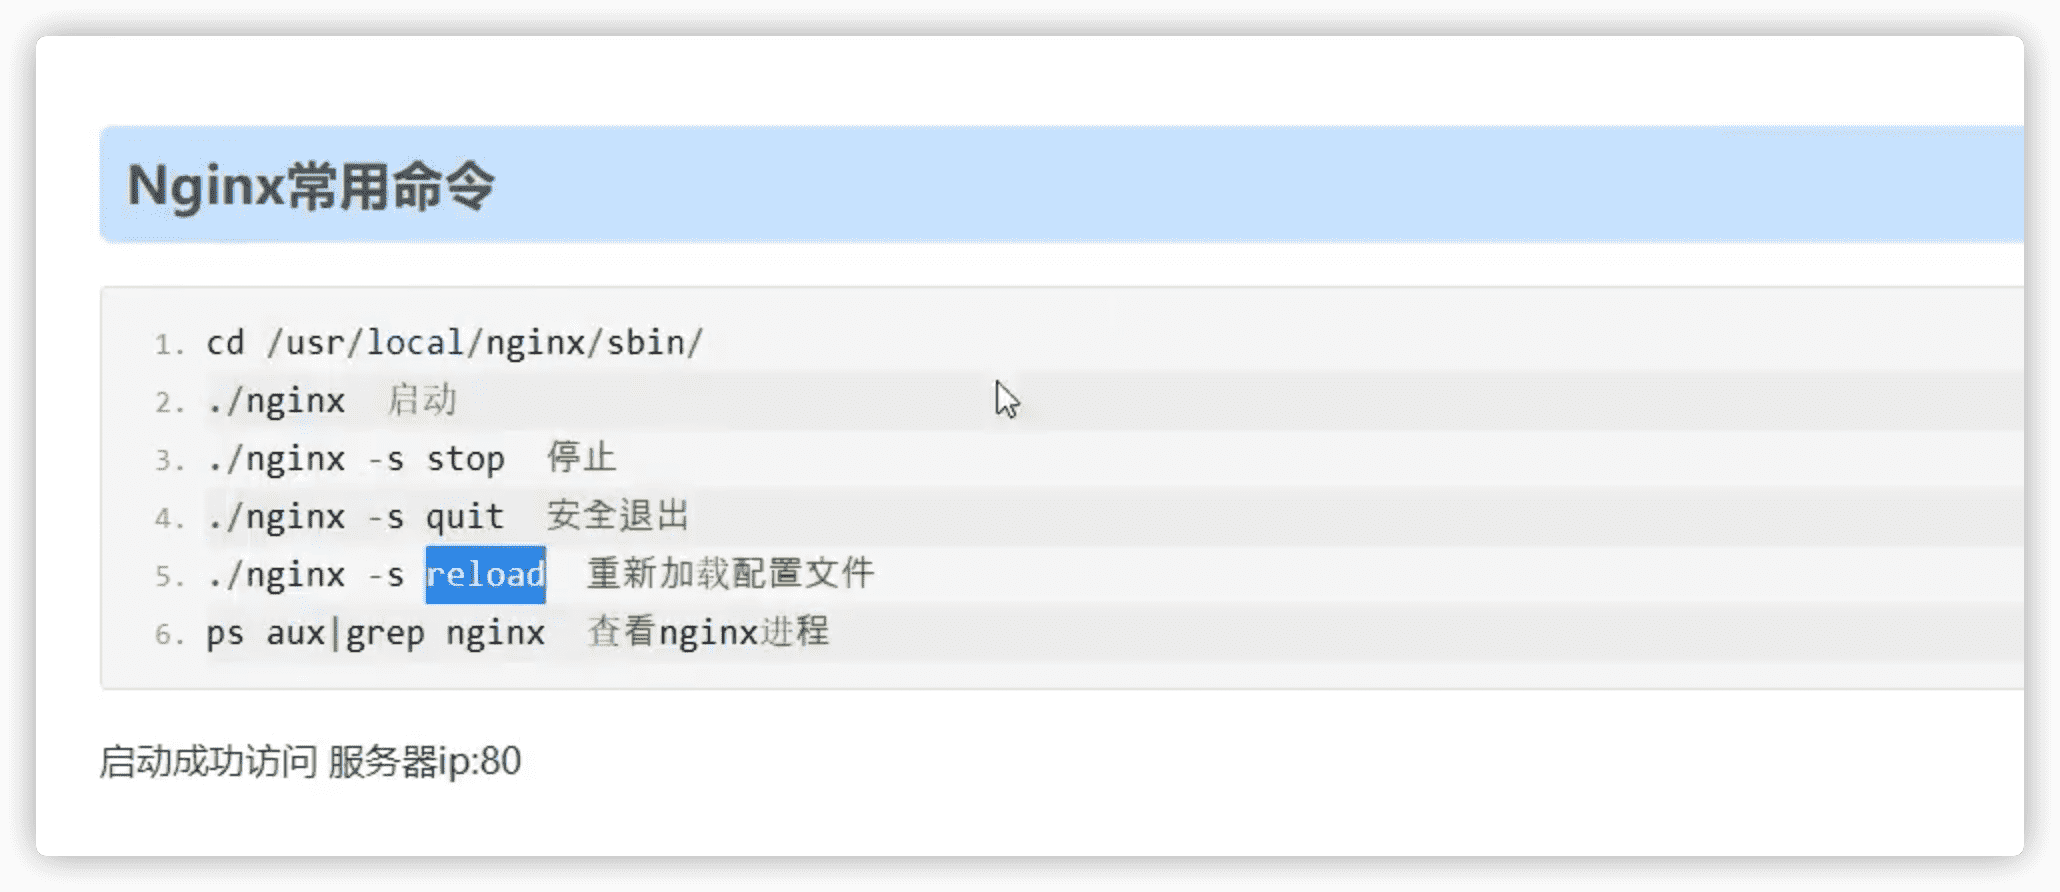 Nginx常用命令
1. cd /usr/local/nginx/sbin/
2. ./nginx 启动
3. ./nginx -s stop 停止
4. ./nginx -s quit 安全退出
5. ./nginx -s reload 重新加载配置文件
6. ps aux|grep nginx 查看nginx进程
启动成功访问 服务器ip:80